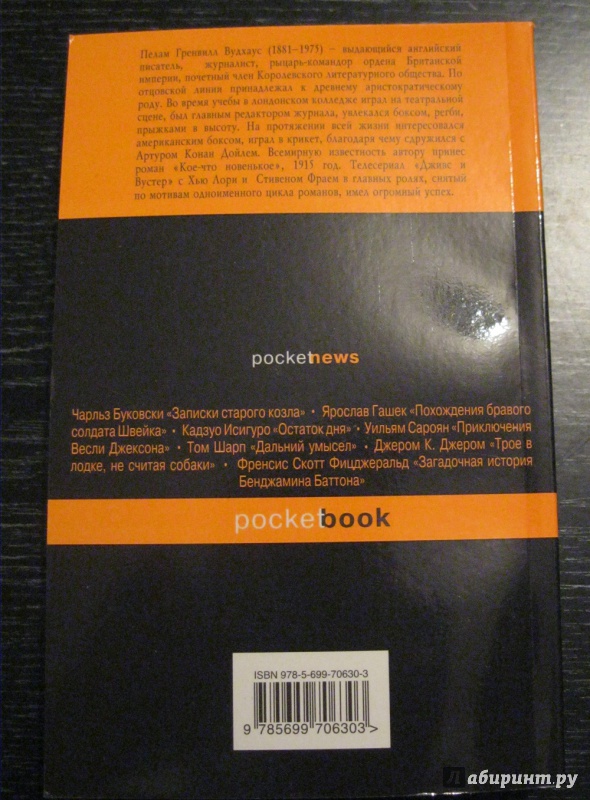 Пелам Гренвилл Вудхаус (1881–1975) – выдающийся английский
писатель, журналист, рыцарь-командор ордена Британской
империи, почетный член Королевского литературного общества. По
отцовской линии принадлежал к древнему аристократическому
роду. Во время учебы в лондонском колледже играл на театральной
сцене, был главным редактором журнала, увлекался боксом, регби,
прыжками в высоту. На протяжении всей жизни интересовался
американским боксом, играл в крикет, благодаря чему сдружился с
Артуром Конан Дойлем. Всемирную известность автору принес
роман «Кое-что новенькое», 1915 год. Телесериал «Дживс и
Вустер» с Хью Лори и Стивеном Фраем в главных ролях, снятый
по мотивам одноименного цикла романов, имел огромный успех.
pocketnews
Чарльз Буковски «Записки старого козла» • Ярослав Гашек «Похождения бравого
солдата Швейка» • Кадзуо Исигуро «Остаток дня» • Уильям Сароян «Приключения
Весли Джексона» • Том Шарп «Дальний умысел» • Джером К. Джером «Трое в
лодке, не считая собаки» • Френсис Скотт Фицджеральд «Загадочная история
Бенджамина Баттона»
pocketbook
ISBN 978-5-699-70630-3
9 785699 706303 >
Лабиринт.ру